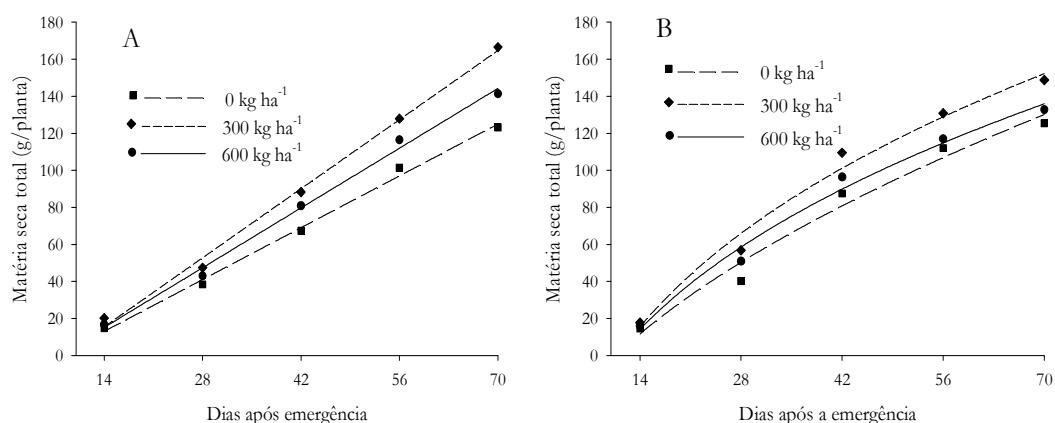 A
0 kg ha⁻¹
300 kg ha⁻¹
600 kg ha⁻¹
Matéria seca total (g/planta)
180
160
140
120
100
80
60
40
20
0
14 28 42 56 70
Dias após emergência
B
0 kg ha⁻¹
300 kg ha⁻¹
600 kg ha⁻¹
Matéria seca total (g/planta)
180
160
140
120
100
80
60
40
20
0
14 28 42 56 70
Dias após a emergência